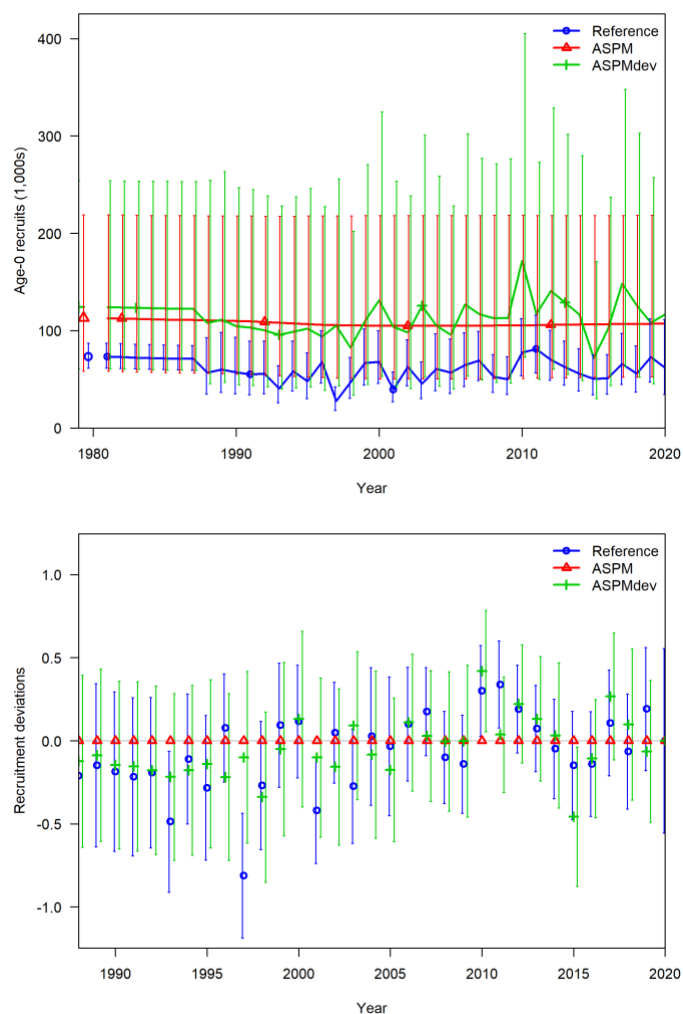 Reference
ASPM
ASPMdev
400
300
200
100
0
Age-0 recruits (1,000s)
1980 1990 2000 2010 2020
Year
Reference
ASPM
ASPMdev
1.0
0.5
0.0
-0.5
-1.0
Recruitment deviations
1990 1995 2000 2005 2010 2015 2020
Year